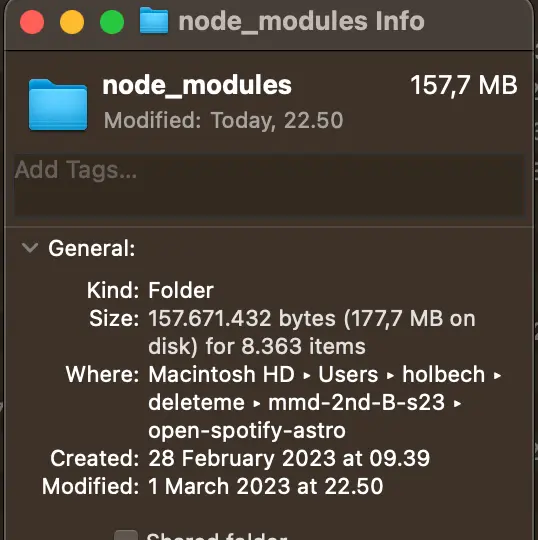 node_modules Info
node_modules 157,7 MB
Modified: Today, 22.50
Add Tags...
General:
Kind: Folder
Size: 157.671.432 bytes (177,7 MB on
disk) for 8.363 items
Where: Macintosh HD ▸ Users ▸ holbech ▸
deleteme ▸ mmd-2nd-B-s23 ▸
open-spotify-astro
Created: 28 February 2023 at 09.39
Modified: 1 March 2023 at 22.50
Shared folder